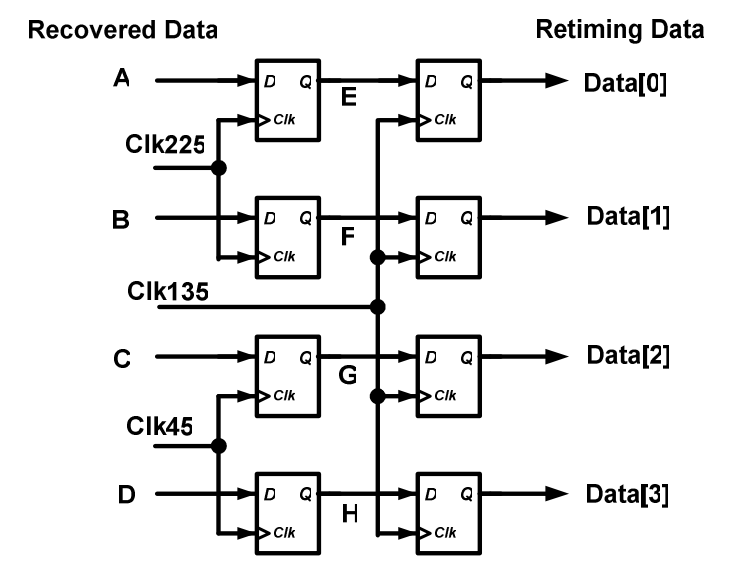 Recovered Data Retiming Data
A D Q E D Q Data[0]
Clk Clk
Clk225
B D Q F D Q Data[1]
Clk Clk
Clk135
C D Q G D Q Data[2]
Clk Clk
Clk45
D D Q H D Q Data[3]
Clk Clk